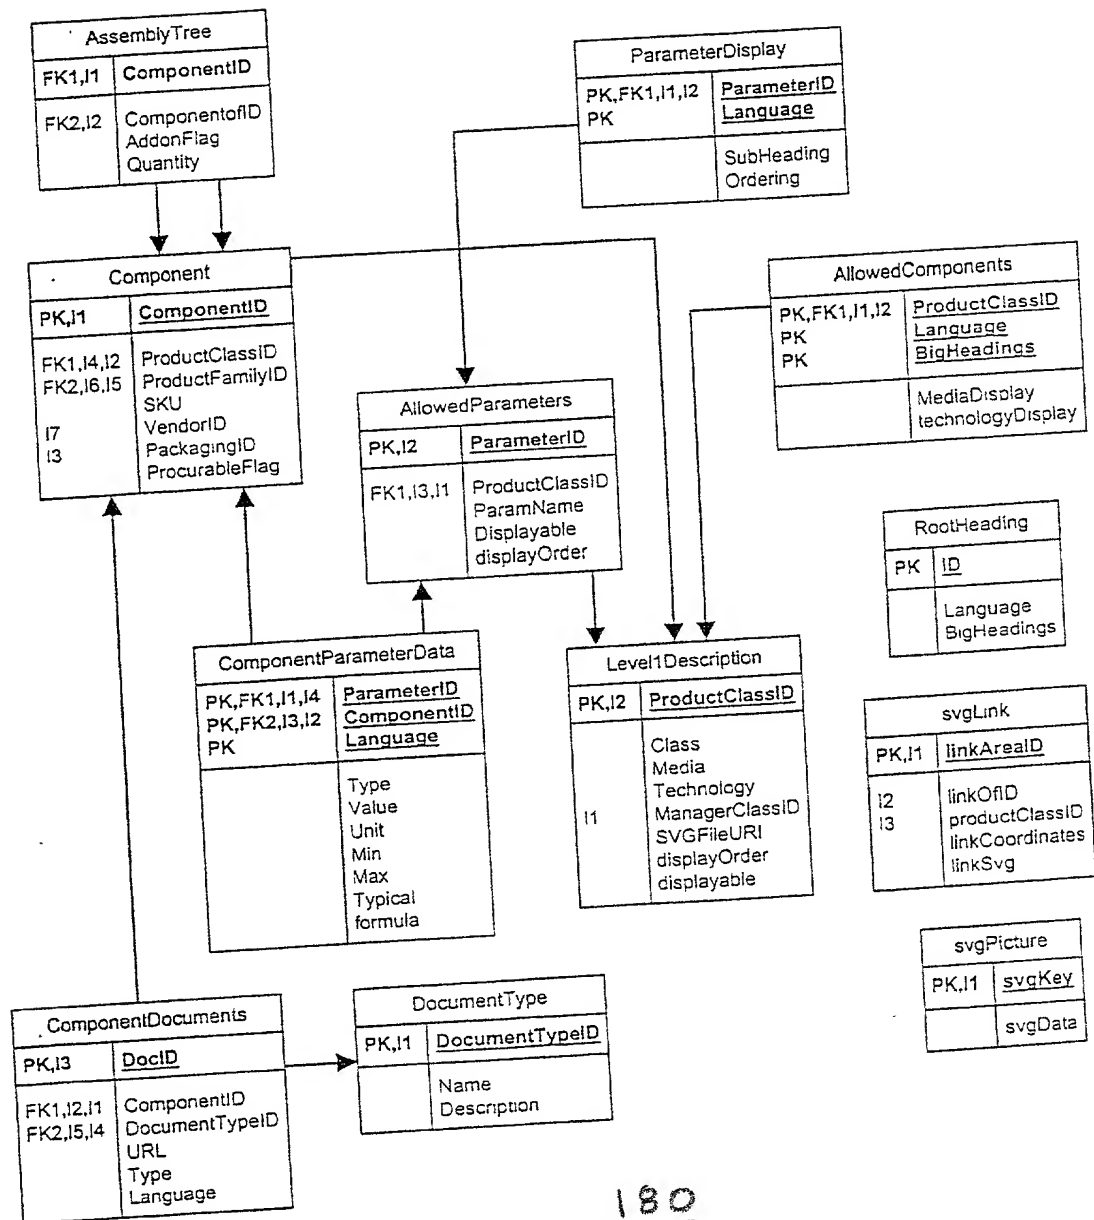 AssemblyTree
FK1,I1 ComponentID
FK2,I2 ComponentofID
AddonFlag
Quantity
ParameterDisplay
PK,FK1,I1,I2 ParameterID
PK Language
SubHeading
Ordering
Component
PK,I1 ComponentID
FK1,I4,I2 ProductClassID
FK2,I6,I5 ProductFamilyID
SKU
I7 VendorID
I3 PackagingID
ProcurableFlag
AllowedComponents
PK,FK1,I1,I2 ProductClassID
PK Language
PK BigHeadings
MediaDisplay
technologyDisplay
AllowedParameters
PK,I2 ParameterID
FK1,I3,I1 ProductClassID
ParamName
Displayable
displayOrder
RootHeading
PK ID
Language
BigHeadings
ComponentParameterData
PK,FK1,I1,I4 ParameterID
PK,FK2,I3,I2 ComponentID
PK Language
Type
Value
Unit
Min
Max
Typical
formula
Level1Description
PK,I2 ProductClassID
Class
Media
Technology
I1 ManagerClassID
SVGFileURI
displayOrder
displayable
svgLink
PK,I1 linkAreaID
I2 linkOfID
I3 productClassID
linkCoordinates
linkSvg
svgPicture
PK,I1 svgKey
svgData
ComponentDocuments
PK,I3 DocID
FK1,I2,I1 ComponentID
FK2,I5,I4 DocumentTypeID
URL
Type
Language
DocumentType
PK,I1 DocumentTypeID
Name
Description
180